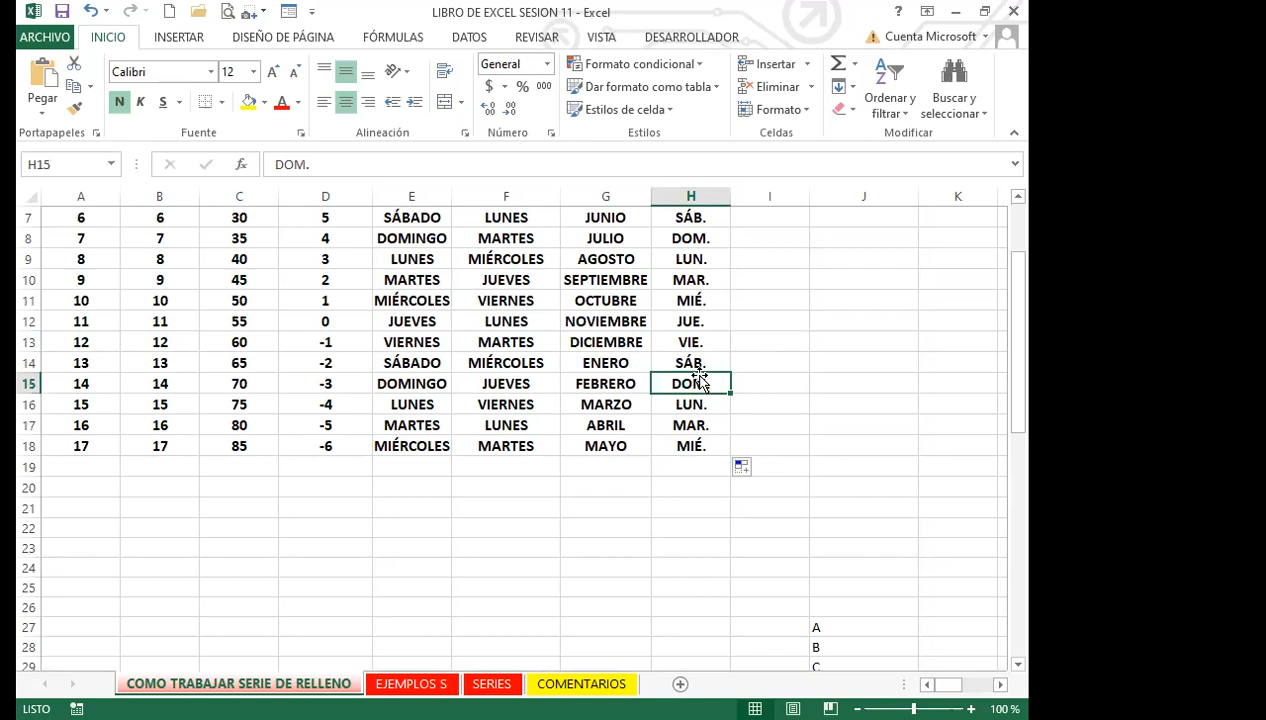 LIBRO DE EXCEL SESION 11 - Excel
?
ARCHIVO INICIO INSERTAR DISEÑO DE PÁGINA FÓRMULAS DATOS REVISAR VISTA DESARROLLADOR Cuenta Microsoft
Pegar
Calibri 12
N K S A
General
$ % 000
Formato condicional
Dar formato como tabla
Estilos de celda
Insertar
Eliminar
Formato
Ordenar y filtrar
Buscar y seleccionar
Portapapeles Fuente Alineación Número Estilos Celdas Modificar
H15 fx DOM.
A B C D E F G H I J K
7 6 6 30 5 SÁBADO LUNES JUNIO SÁB.
8 7 7 35 4 DOMINGO MARTES JULIO DOM.
9 8 8 40 3 LUNES MIÉRCOLES AGOSTO LUN.
10 9 9 45 2 MARTES JUEVES SEPTIEMBRE MAR.
11 10 10 50 1 MIÉRCOLES VIERNES OCTUBRE MIÉ.
12 11 11 55 0 JUEVES LUNES NOVIEMBRE JUE.
13 12 12 60 -1 VIERNES MARTES DICIEMBRE VIE.
14 13 13 65 -2 SÁBADO MIÉRCOLES ENERO SÁB.
15 14 14 70 -3 DOMINGO JUEVES FEBRERO DOM.
16 15 15 75 -4 LUNES VIERNES MARZO LUN.
17 16 16 80 -5 MARTES LUNES ABRIL MAR.
18 17 17 85 -6 MIÉRCOLES MARTES MAYO MIÉ.
19
20
21
22
23
24
25
26
27 A
28 B
29 C
COMO TRABAJAR SERIE DE RELLENO EJEMPLOS S SERIES COMENTARIOS
LISTO 100 %